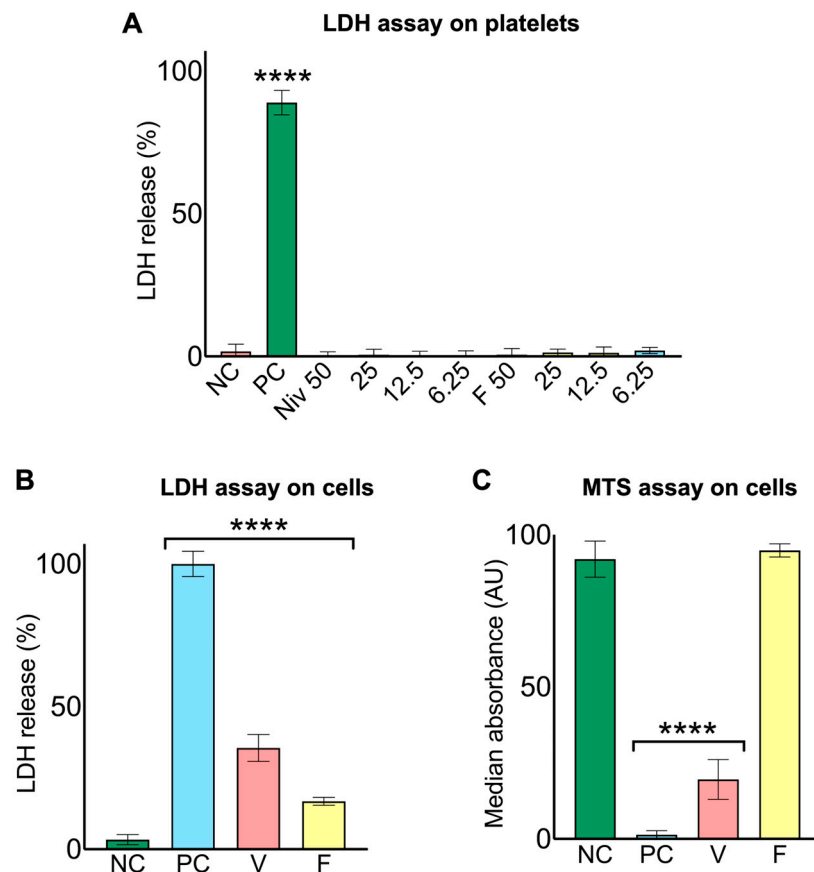 A
LDH assay on platelets
LDH release (%)
100
50
0
****
NC PC Niv 50 25 12.5 6.25 F 50 25 12.5 6.25
B
LDH assay on cells
LDH release (%)
100
50
0
****
NC PC V F
C
MTS assay on cells
Median absorbance (AU)
100
50
0
****
NC PC V F